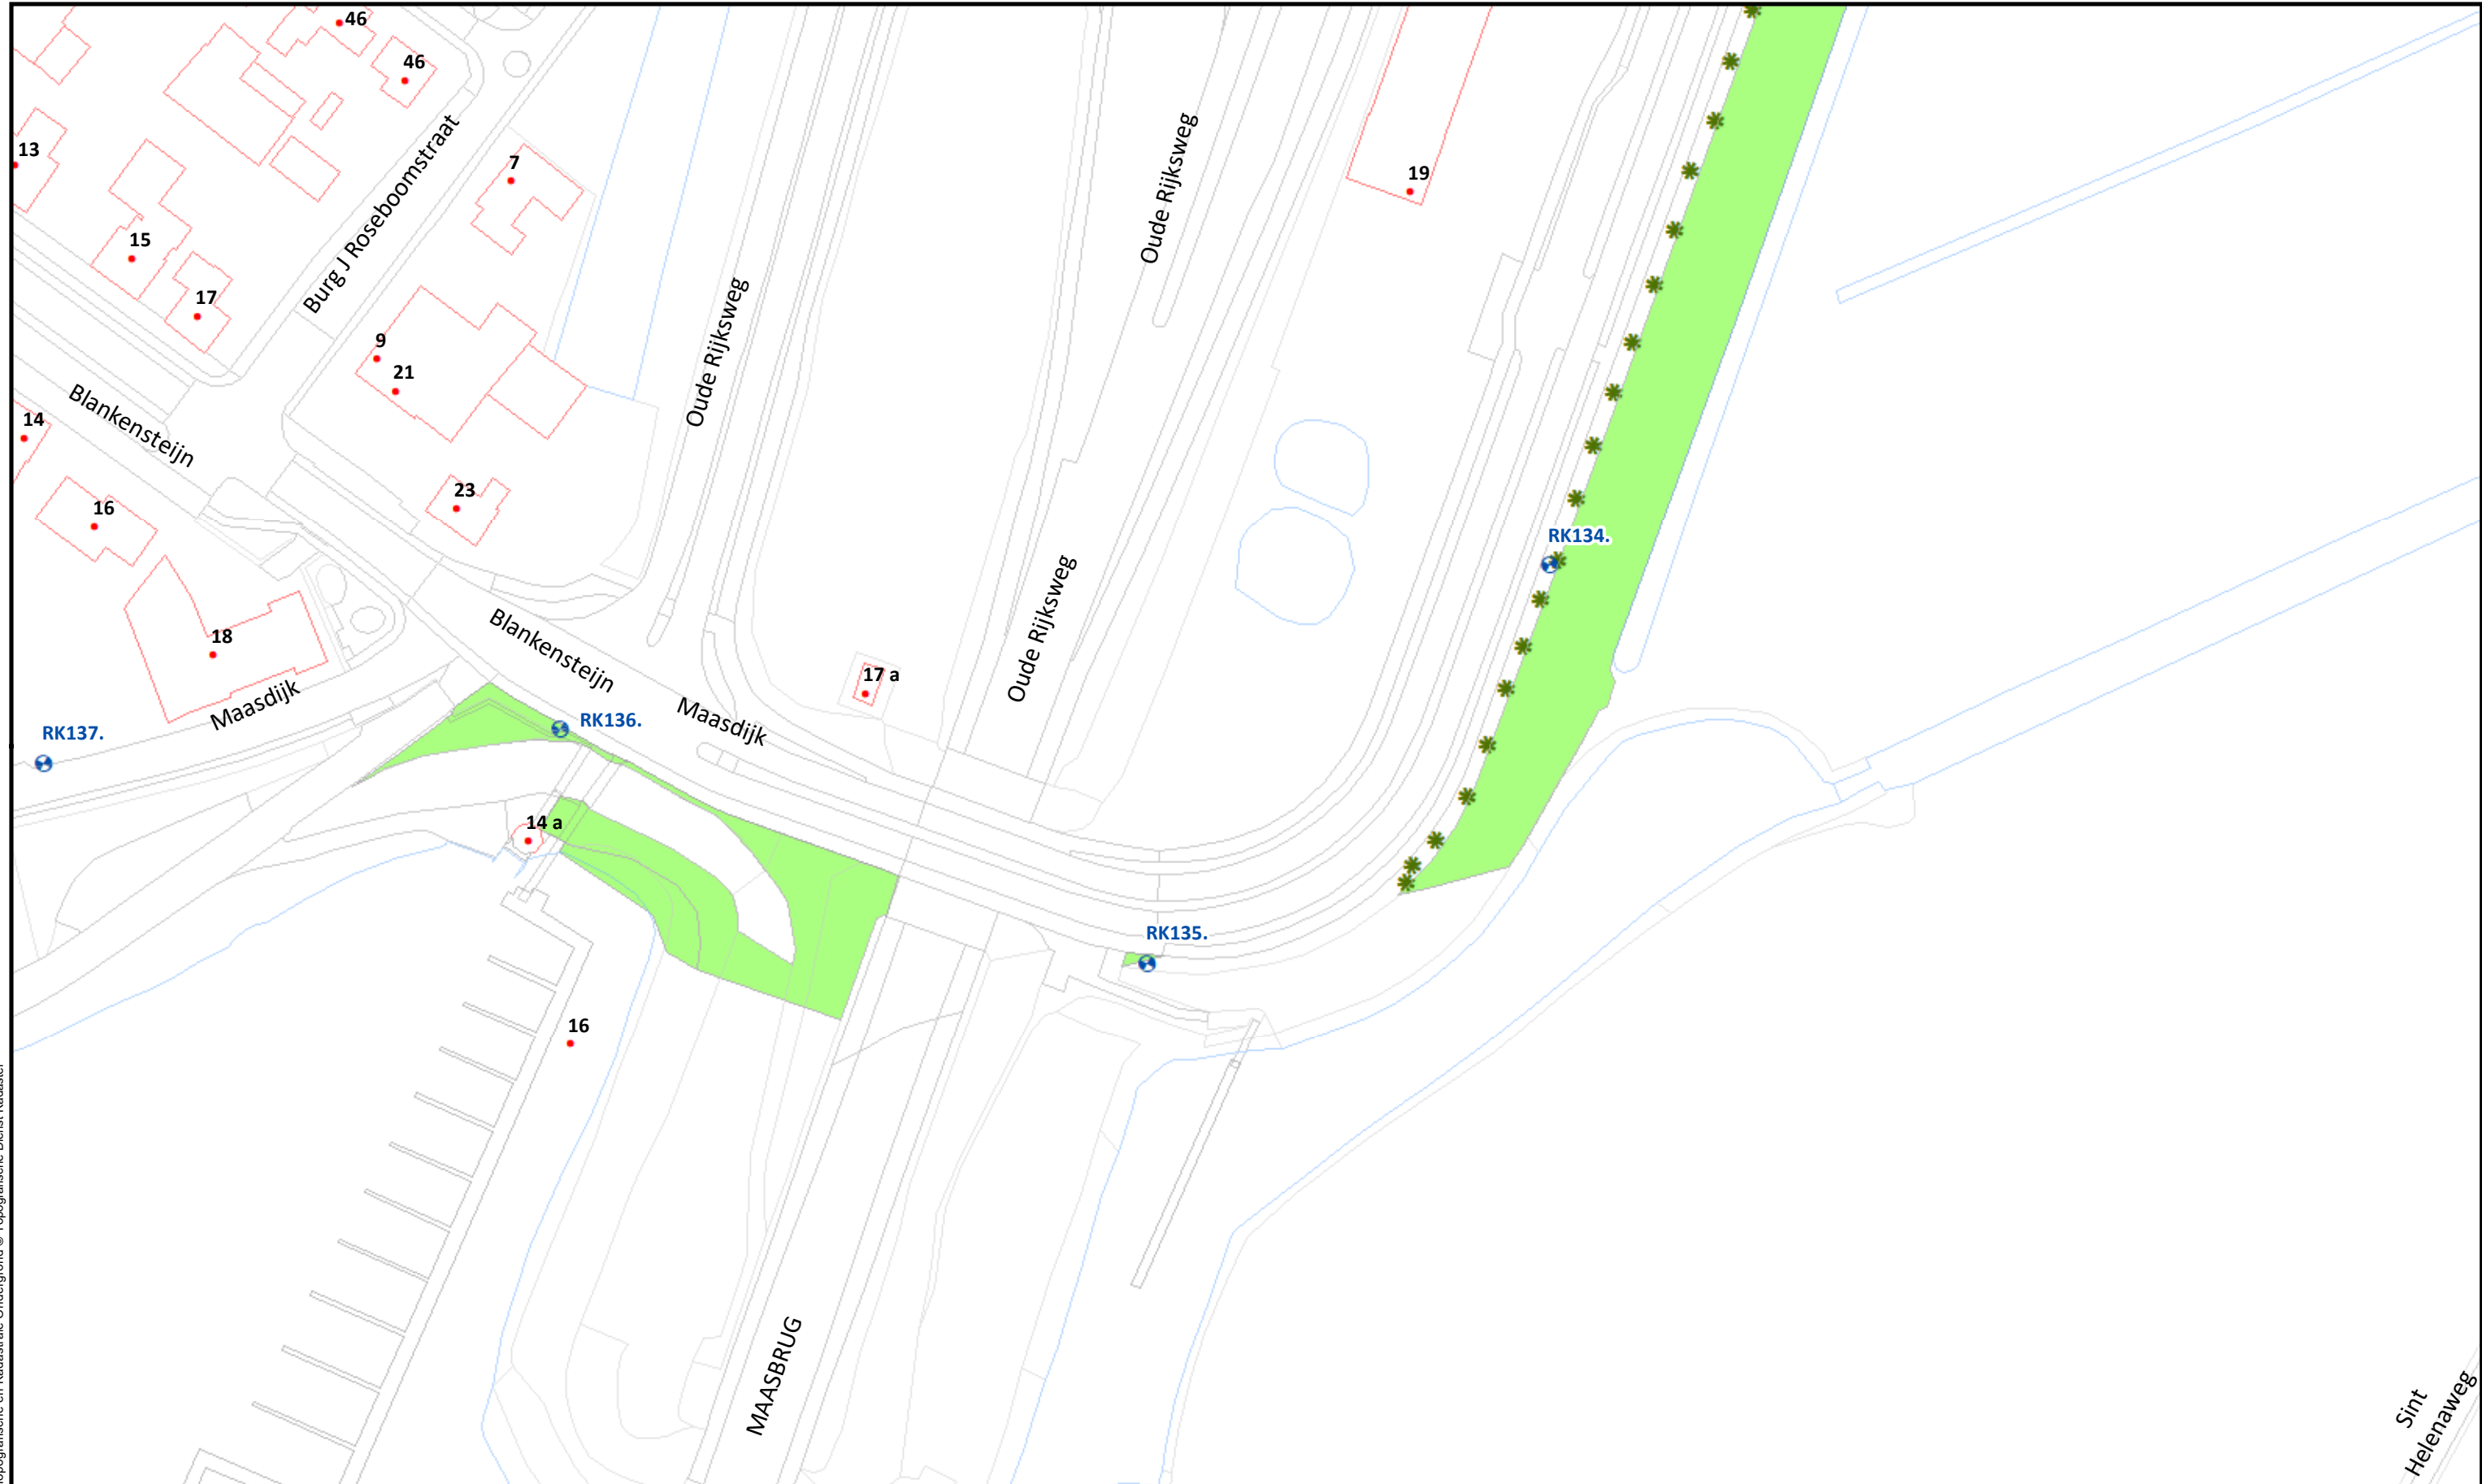 46
46
13
7
19
15
17
Burg J Roseboomstraat
Oude Rijksweg
Oude Rijksweg
9
21
Blankensteijn
14
16
23
RK134.
18
Blankensteijn
Oude Rijksweg
17 a
Maasdijk
Maasdijk
RK136.
RK137.
14 a
RK135.
16
MAASBRUG
Sint
Helenaweg